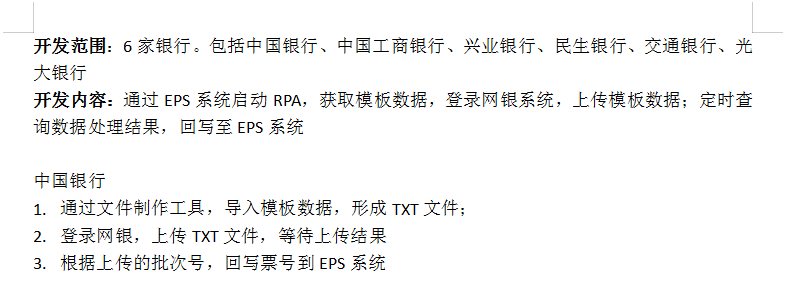 开发范围：6 家银行。包括中国银行、中国工商银行、兴业银行、民生银行、交通银行、光
大银行
开发内容：通过 EPS 系统启动 RPA，获取模板数据，登录网银系统，上传模板数据；定时查
询数据处理结果，回写至 EPS 系统
中国银行
1. 通过文件制作工具，导入模板数据，形成 TXT 文件；
2. 登录网银，上传 TXT 文件，等待上传结果
3. 根据上传的批次号，回写票号到 EPS 系统